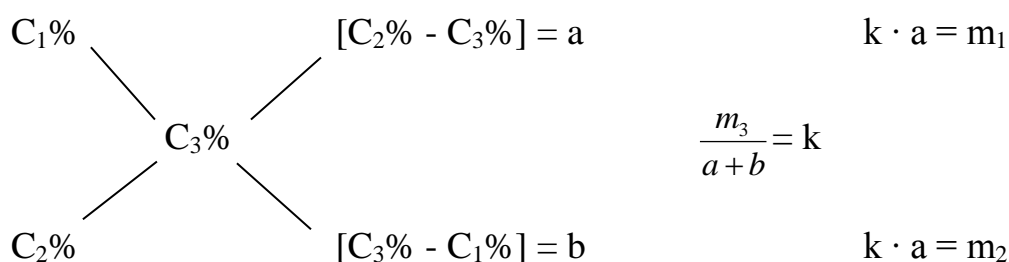 C₁% [C₂% - C₃%] = a k · a = m₁
C₃% m₃/a + b = k
C₂% [C₃% - C₁%] = b k · a = m₂